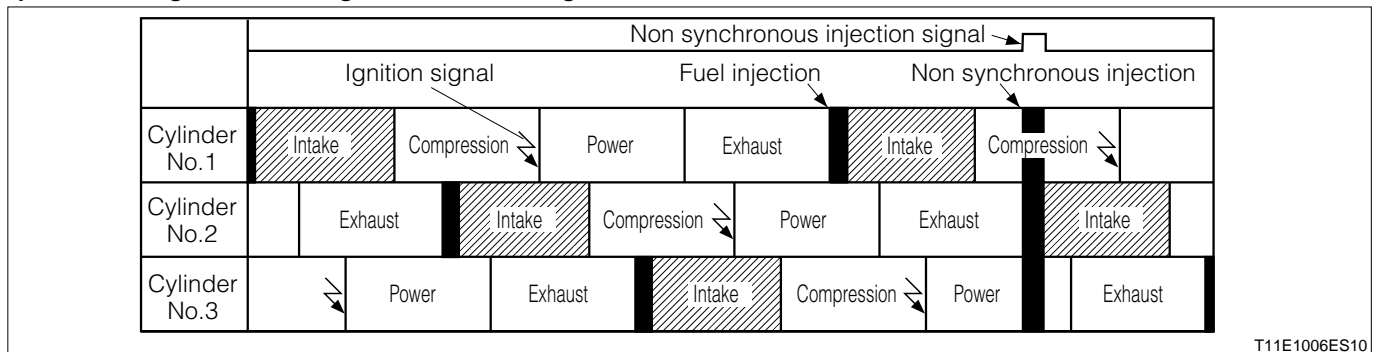 Non synchronous injection signal
Ignition signal Fuel injection Non synchronous injection
Cylinder No.1 Intake Compression Power Exhaust Intake Compression
Cylinder No.2 Exhaust Intake Compression Power Exhaust Intake
Cylinder No.3 Power Exhaust Intake Compression Power Exhaust
T11E1006ES10